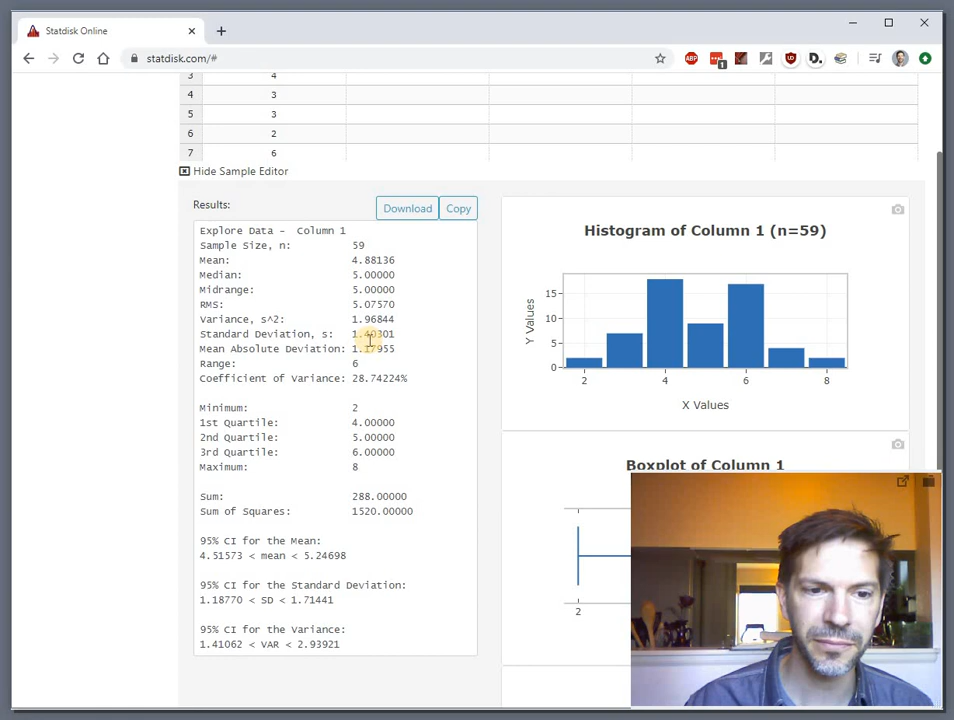 Statdisk Online
statdisk.com/#
ABP
1
D.
3 4
4 3
5 3
6 2
7 6
Hide Sample Editor
Results:
Download
Copy
Explore Data - Column 1
Sample Size, n: 59
Mean: 4.88136
Median: 5.00000
Midrange: 5.00000
RMS: 5.07570
Variance, s^2: 1.96844
Standard Deviation, s: 1.40301
Mean Absolute Deviation: 1.17955
Range: 6
Coefficient of Variance: 28.74224%
Minimum: 2
1st Quartile: 4.00000
2nd Quartile: 5.00000
3rd Quartile: 6.00000
Maximum: 8
Sum: 288.00000
Sum of Squares: 1520.00000
95% CI for the Mean:
4.51573 < mean < 5.24698
95% CI for the Standard Deviation:
1.18770 < SD < 1.71441
95% CI for the Variance:
1.41062 < VAR < 2.93921
Histogram of Column 1 (n=59)
Y Values
15
10
5
0
2 4 6 8
X Values
Boxplot of Column 1
2